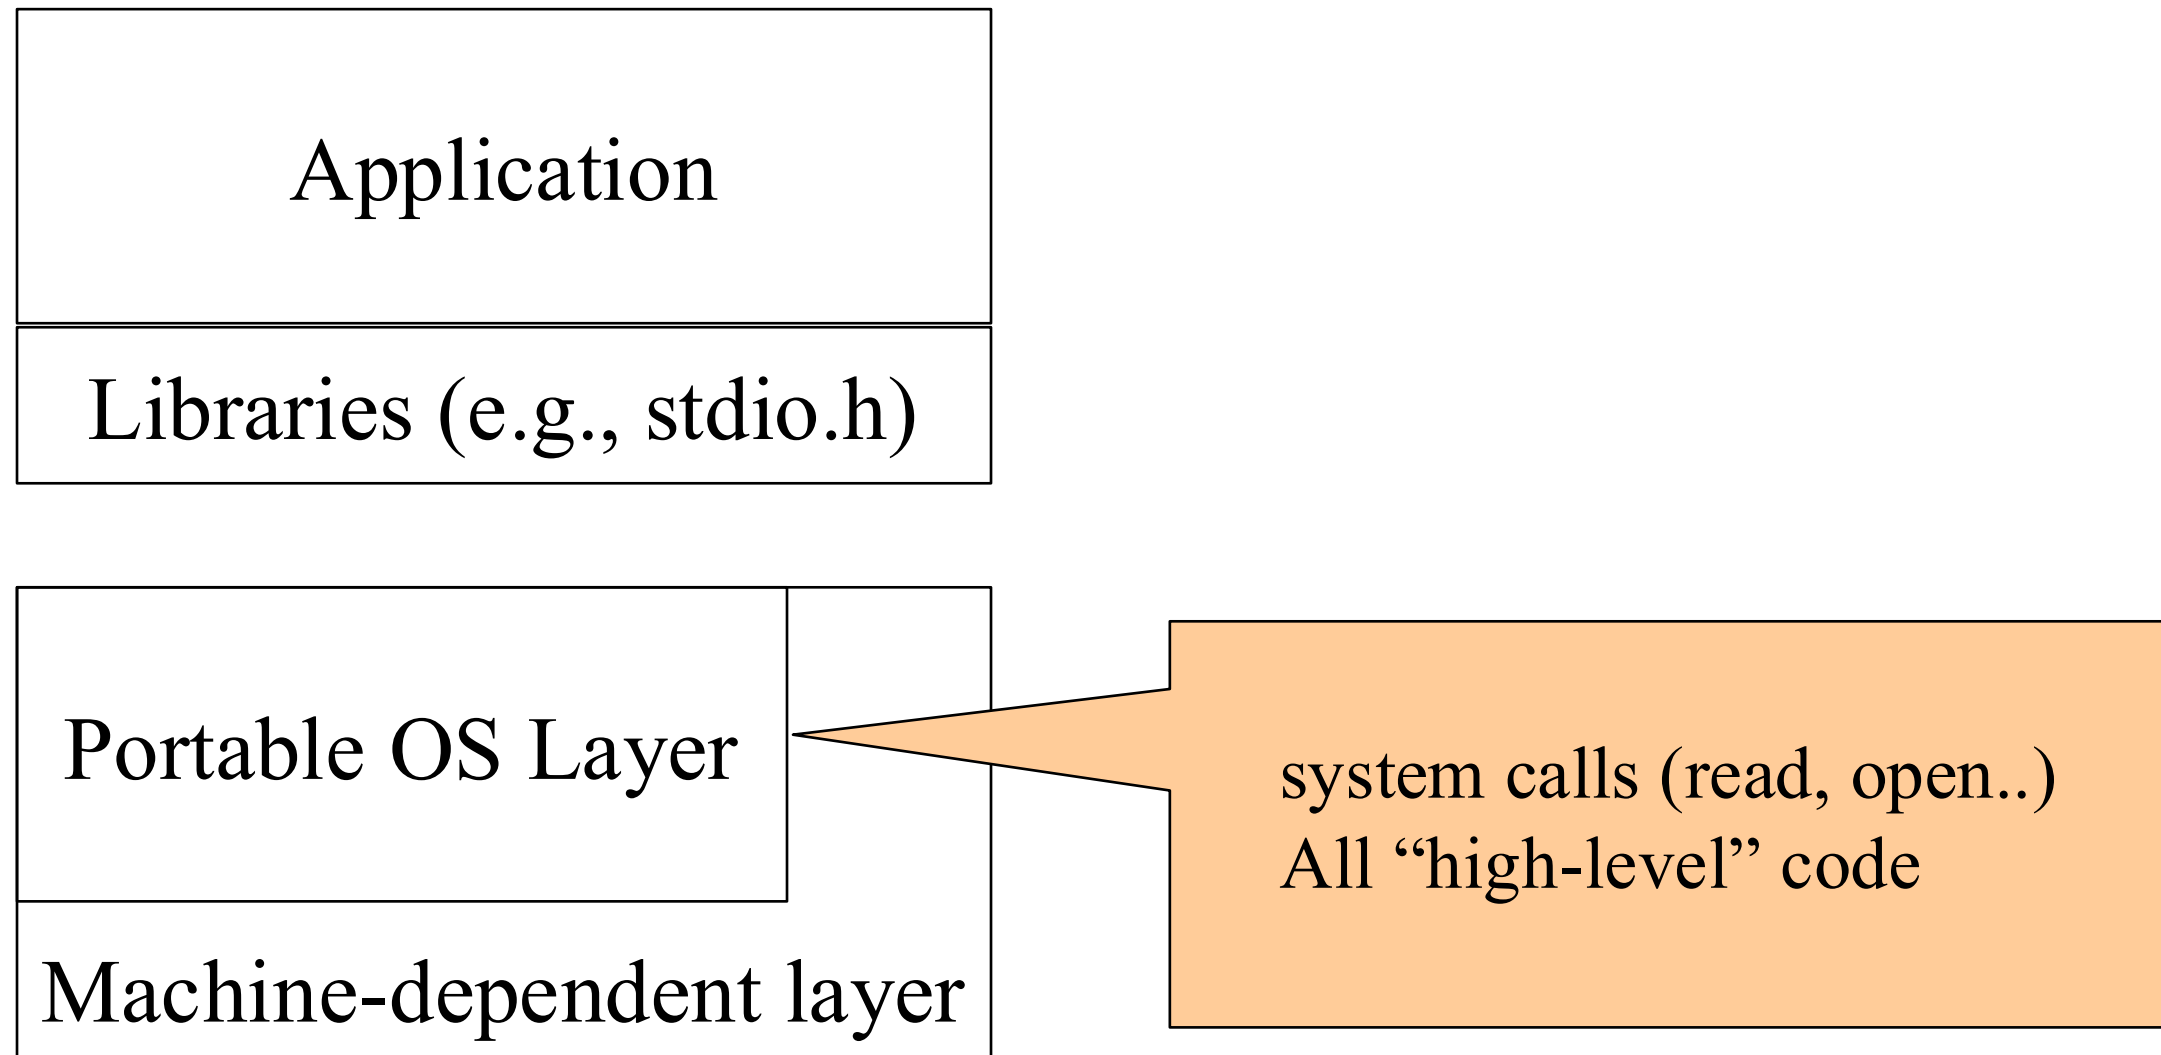 Application
Libraries (e.g., stdio.h)
Portable OS Layer
system calls (read, open..)
All “high-level” code
Machine-dependent layer